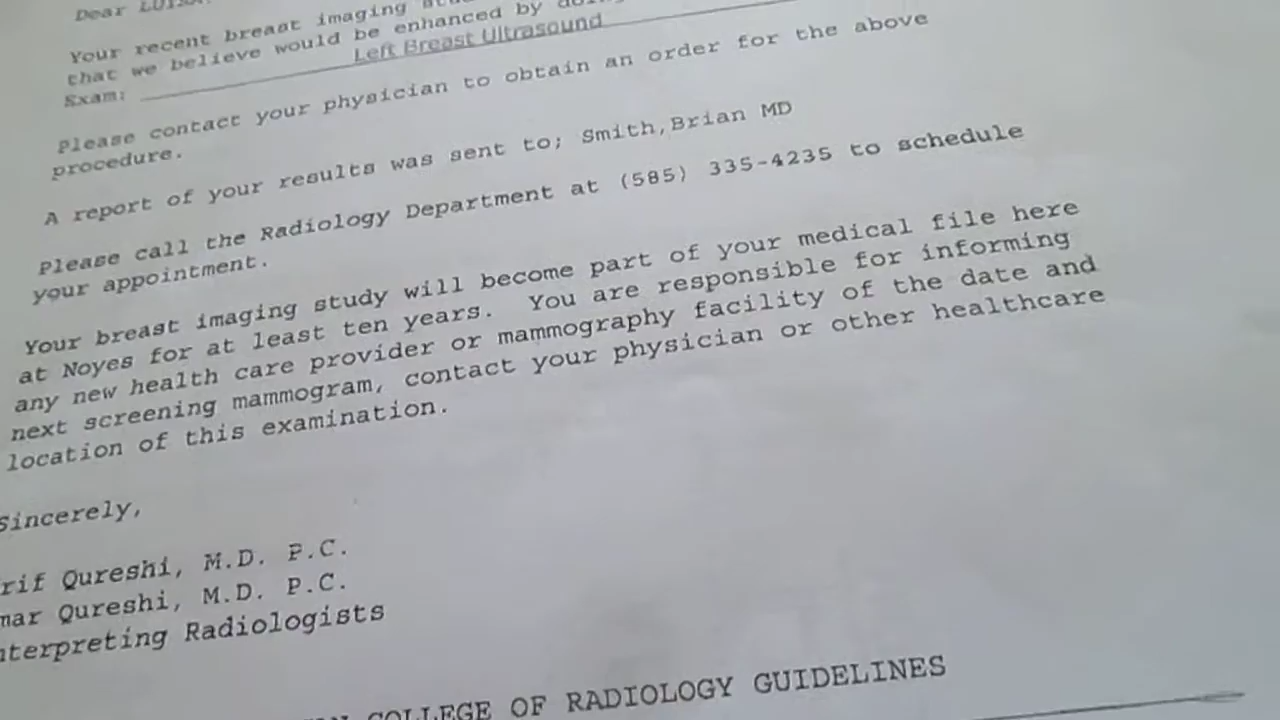 Dear
Your recent breast imaging
that we believe would be enhanced by
Exam: Left Breast Ultrasound
Please contact your physician to obtain an order for the above
procedure.
A report of your results was sent to; Smith,Brian MD
Please call the Radiology Department at (585) 335-4235 to schedule
your appointment.
Your breast imaging study will become part of your medical file here
at Noyes for at least ten years. You are responsible for informing
any new health care provider or mammography facility of the date and
next screening mammogram, contact your physician or other healthcare
location of this examination.
Sincerely,
rif Qureshi, M.D. P.C.
mar Qureshi, M.D. P.C.
nterpreting Radiologists
COLLEGE OF RADIOLOGY GUIDELINES